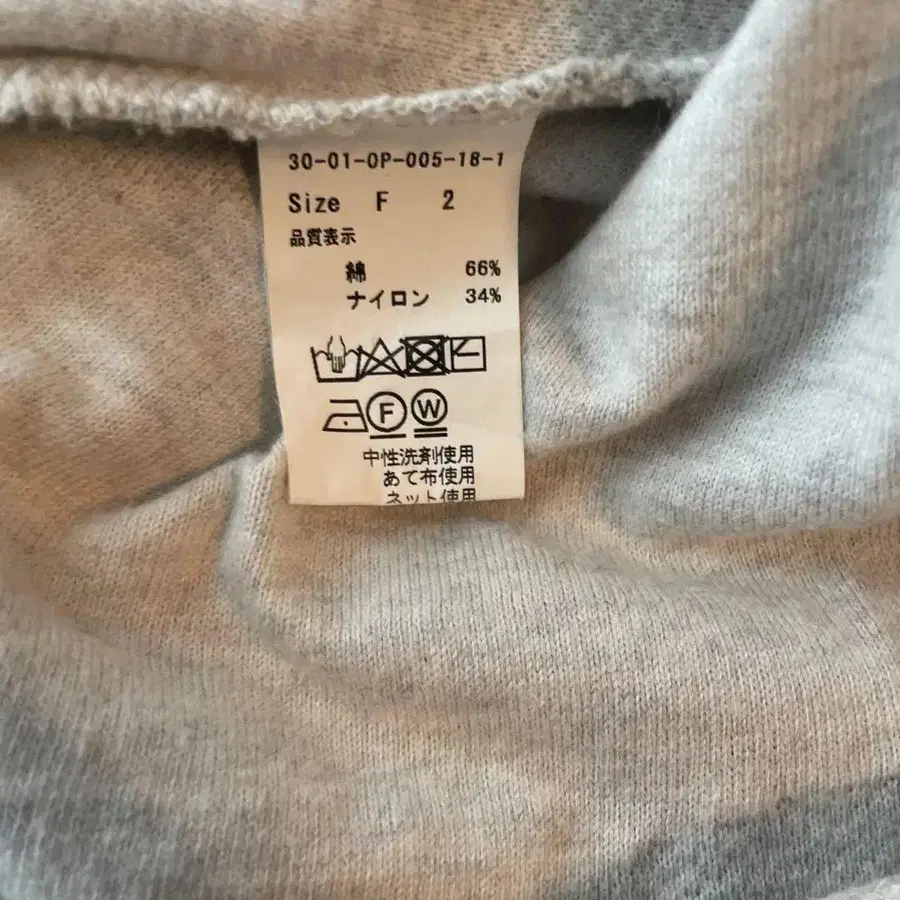 30-01-OP-005-18-1
Size F 2
品質表示
綿 66%
ナイロン 34%
F W
中性洗剤使用
あて布使用
ネット使用